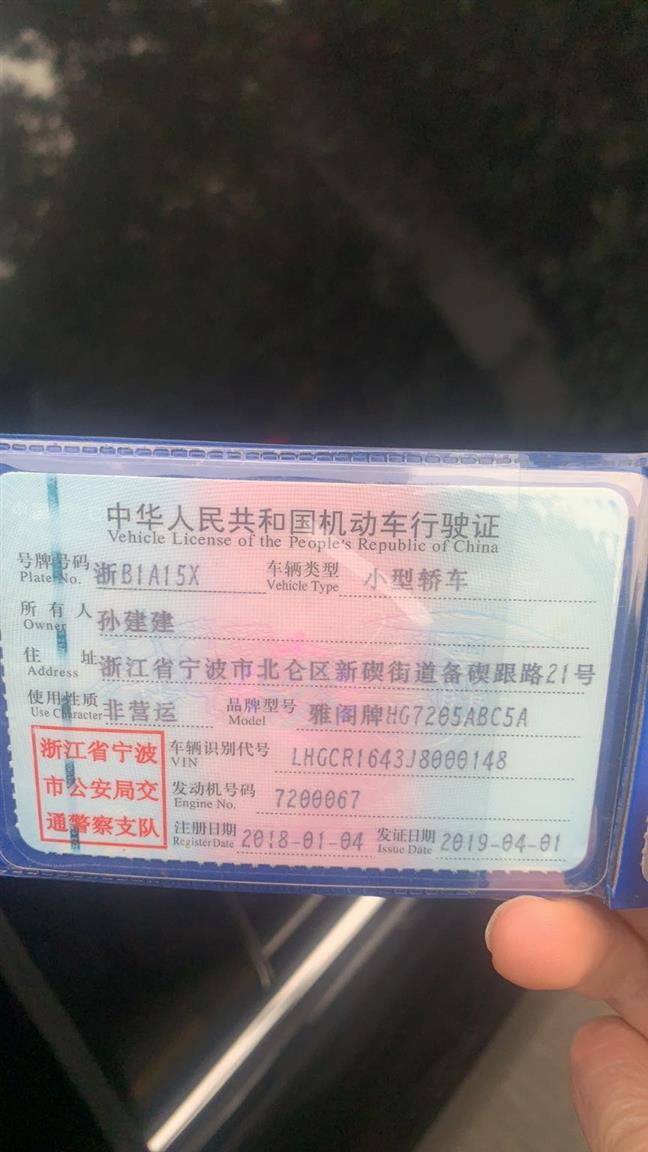 中华人民共和国机动车行驶证
Vehicle License of the People's Republic of China
号牌号码 浙B1A15X 车辆类型 小型轿车
Plate No. Vehicle Type
所有人 孙建建
Owner
住址 浙江省宁波市北仑区新碶街道备碶跟路21号
Address
使用性质 非营运 品牌型号 雅阁牌HG7205ABC5A
Use Character Model
浙江省宁波
市公安局交
通警察支队
车辆识别代号 LHGCR1643J8000148
VIN
发动机号码 7200067
Engine No.
注册日期 2018-01-04 发证日期 2019-04-01
Register Date Issue Date